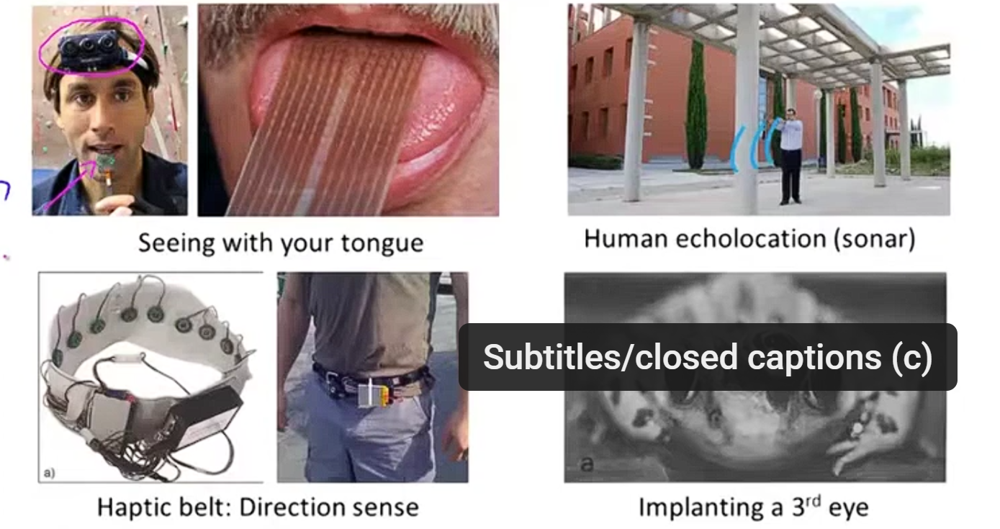 Seeing with your tongue
Human echolocation (sonar)
Subtitles/closed captions (c)
a)
a
Haptic belt: Direction sense
Implanting a 3rd eye